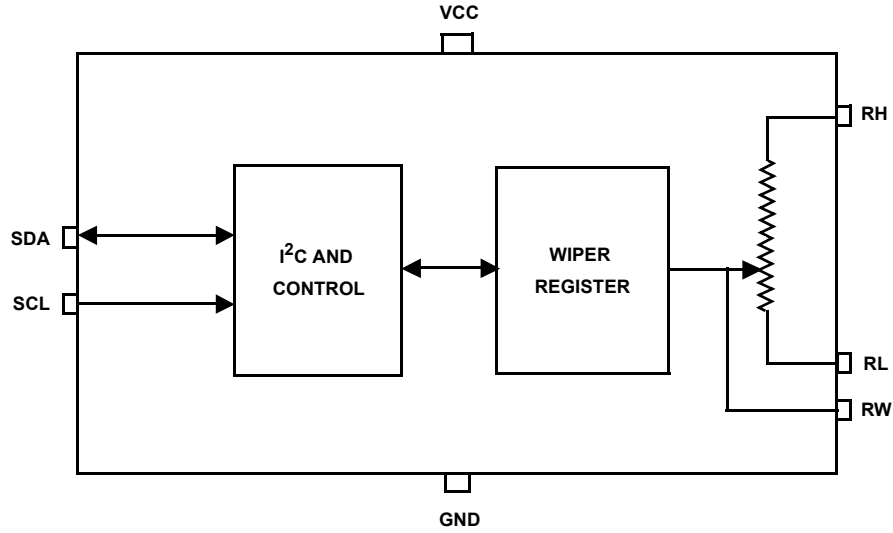 VCC
RH
SDA
I²C AND
CONTROL
WIPER
REGISTER
SCL
RL
RW
GND